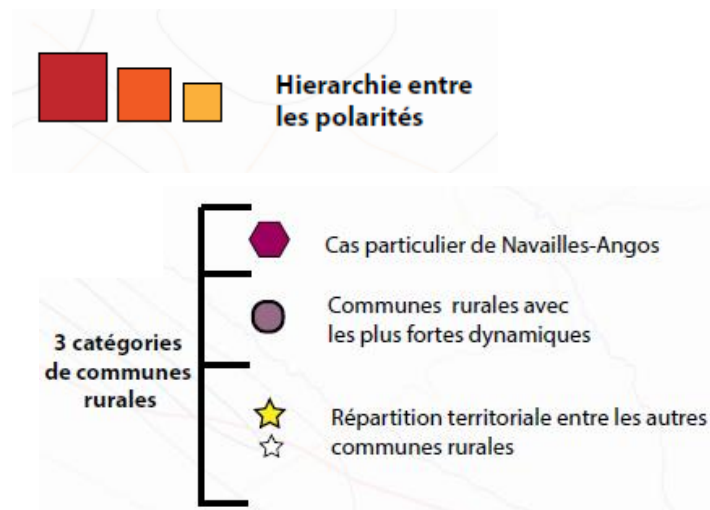 Hierarchie entre
les polarités
Cas particulier de Navailles-Angos
Communes rurales avec
les plus fortes dynamiques
3 catégories
de communes
rurales
Répartition territoriale entre les autres
communes rurales